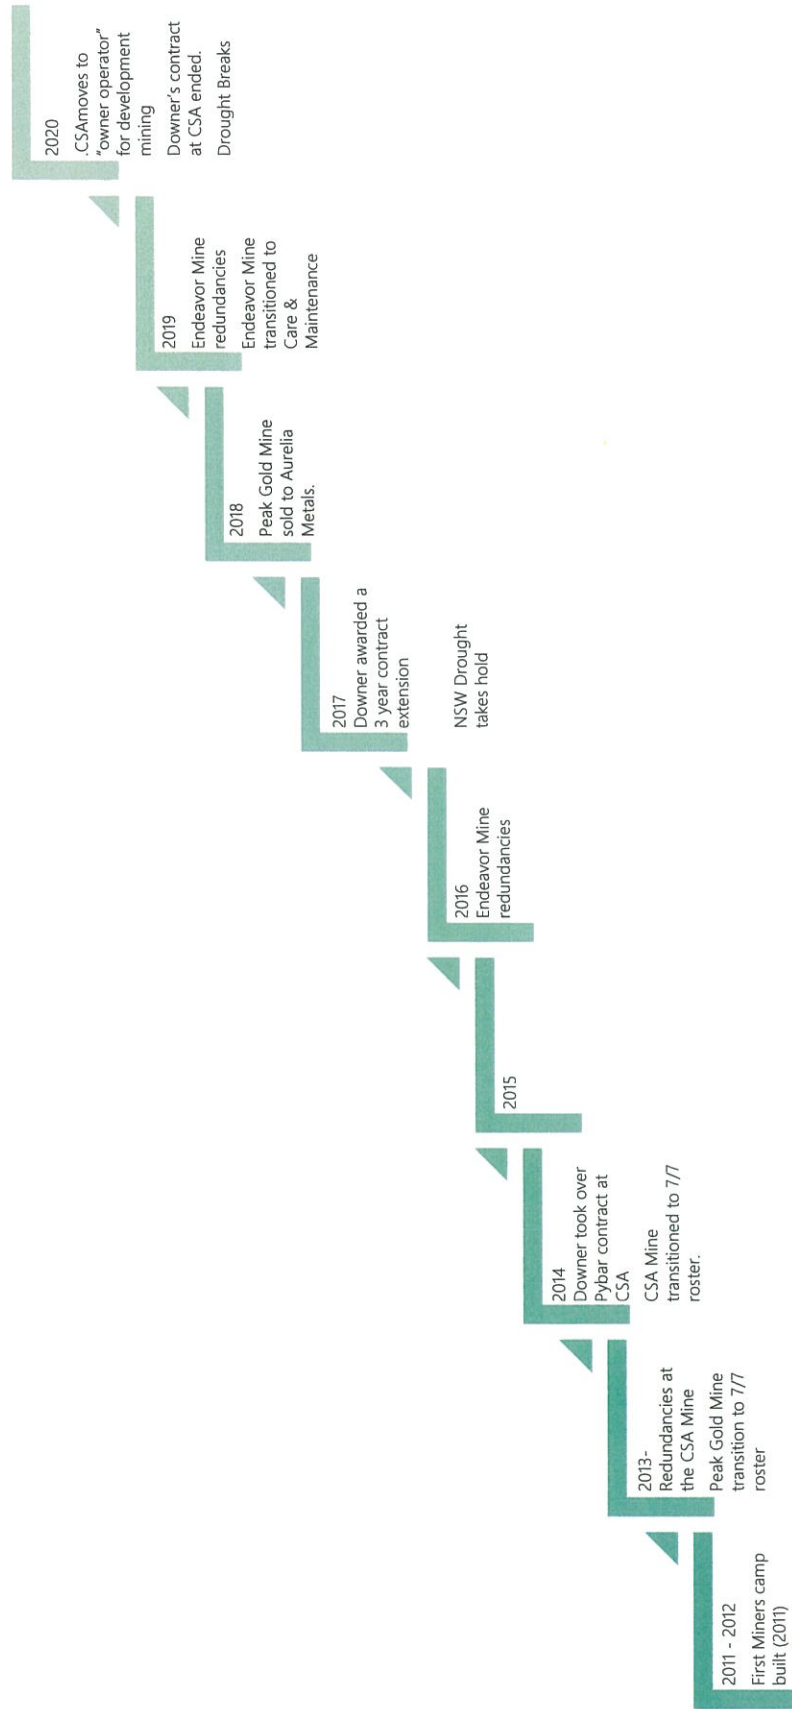 2011 - 2012
First Miners camp
built (2011)
2013-
Redundancies at
the CSA Mine
Peak Gold Mine
transition to 7/7
roster
2014
Downer took over
Pybar contract at
CSA
CSA Mine
transitioned to 7/7
roster.
2015
2016
Endeavor Mine
redundancies
2017
Downer awarded a
3 year contract
extension
NSW Drought
takes hold
2018
Peak Gold Mine
sold to Aurelia
Metals.
2019
Endeavor Mine
redundancies
Endeavor Mine
transitioned to
Care &
Maintenance
2020
.CSAmoves to
"owner operator"
for development
mining
Downer's contract
at CSA ended.
Drought Breaks